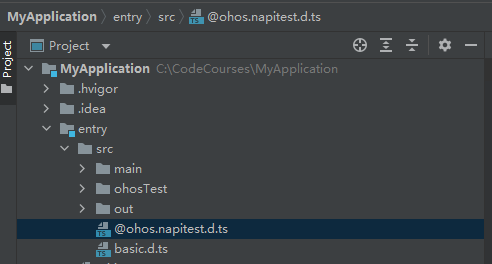 MyApplication entry src @ohos.napitest.d.ts
Project
Project
MyApplication C:\CodeCourses\MyApplication
.hvigor
.idea
entry
src
main
ohosTest
out
TS @ohos.napitest.d.ts
TS basic.d.ts